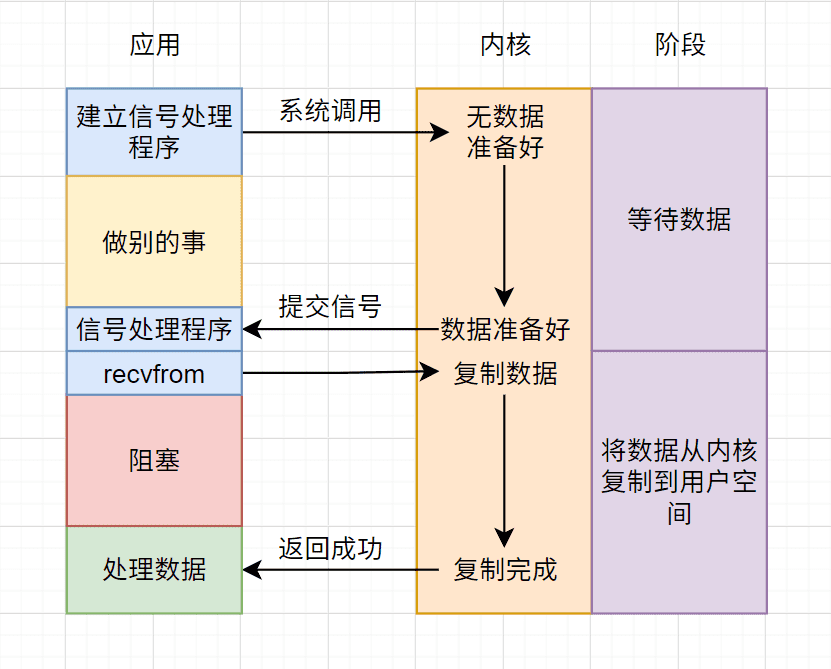 应用
内核
阶段
建立信号处理
程序
系统调用
无数据
准备好
等待数据
做别的事
提交信号
信号处理程序
数据准备好
recvfrom
复制数据
阻塞
将数据从内核
复制到用户空
间
返回成功
处理数据
复制完成